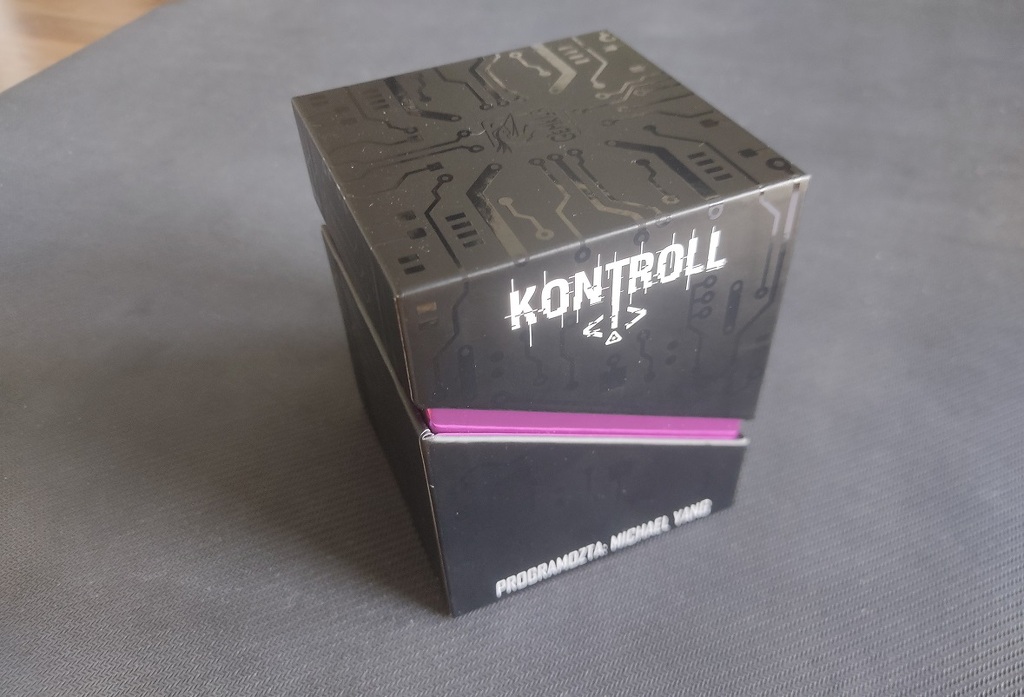 KONTROLL
PROGRAMOZTA: MICHAEL YANG